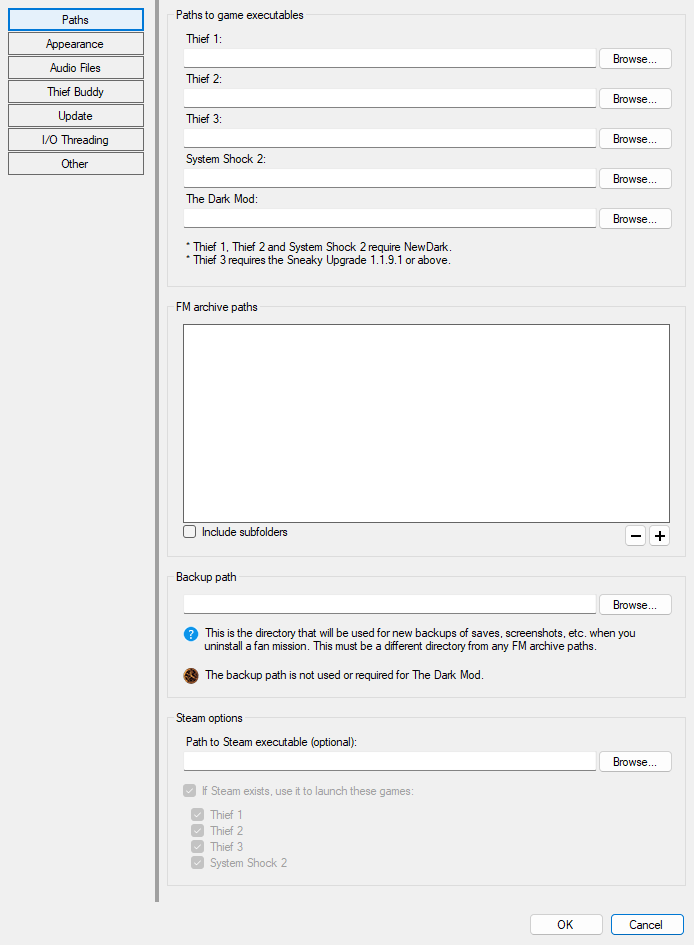 Paths
Appearance
Audio Files
Thief Buddy
Update
I/O Threading
Other
Paths to game executables
Thief 1:
Browse...
Thief 2:
Browse...
Thief 3:
Browse...
System Shock 2:
Browse...
The Dark Mod:
Browse...
* Thief 1, Thief 2 and System Shock 2 require NewDark.
* Thief 3 requires the Sneaky Upgrade 1.1.9.1 or above.
FM archive paths
Include subfolders
Backup path
Browse...
This is the directory that will be used for new backups of saves, screenshots, etc. when you
uninstall a fan mission. This must be a different directory from any FM archive paths.
The backup path is not used or required for The Dark Mod.
Steam options
Path to Steam executable (optional):
Browse...
If Steam exists, use it to launch these games:
Thief 1
Thief 2
Thief 3
System Shock 2
OK
Cancel